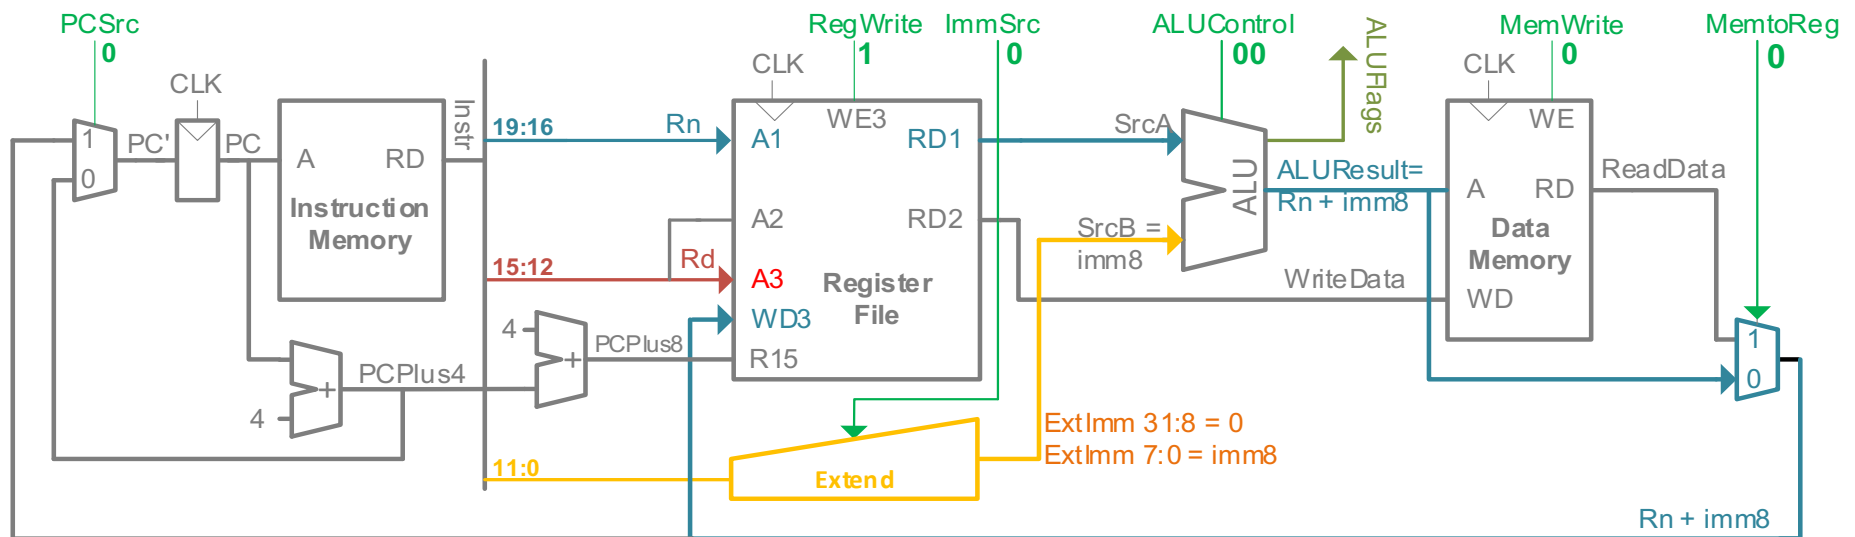 PCSrc
0
RegWrite
1
ImmSrc
0
ALUControl
00
MemWrite
0
MemtoReg
0
CLK
CLK
CLK
ALUFlags
1
0
PC'
PC
A
RD
Instruction
Memory
Instr
19:16
Rn
A1
WE3
RD1
SrcA
A2
RD2
15:12
Rd
A3
WD3
R15
Register
File
SrcB =
imm8
ALU
ALUResult=
Rn + imm8
WE
A
RD
Data
Memory
WD
ReadData
WriteData
1
0
4
+
PCPlus8
PCPlus4
4
+
11:0
Extend
ExtImm 31:8 = 0
ExtImm 7:0 = imm8
Rn + imm8